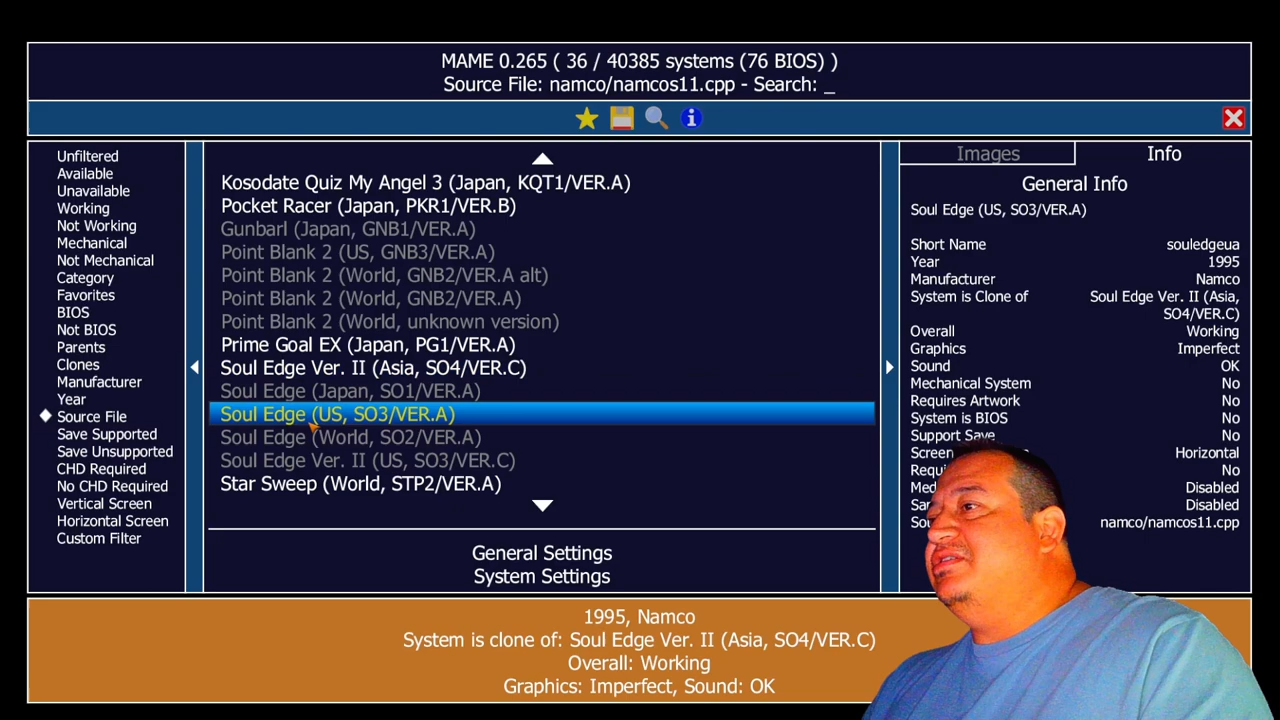 MAME 0.265 ( 36 / 40385 systems (76 BIOS) )
Source File: namco/namcos11.cpp - Search: _
Unfiltered
Available
Unavailable
Working
Not Working
Mechanical
Not Mechanical
Category
Favorites
BIOS
Not BIOS
Parents
Clones
Manufacturer
Year
Source File
Save Supported
Save Unsupported
CHD Required
No CHD Required
Vertical Screen
Horizontal Screen
Custom Filter
Kosodate Quiz My Angel 3 (Japan, KQT1/VER.A)
Pocket Racer (Japan, PKR1/VER.B)
Gunbarl (Japan, GNB1/VER.A)
Point Blank 2 (US, GNB3/VER.A)
Point Blank 2 (World, GNB2/VER.A alt)
Point Blank 2 (World, GNB2/VER.A)
Point Blank 2 (World, unknown version)
Prime Goal EX (Japan, PG1/VER.A)
Soul Edge Ver. II (Asia, SO4/VER.C)
Soul Edge (Japan, SO1/VER.A)
Soul Edge (US, SO3/VER.A)
Soul Edge (World, SO2/VER.A)
Soul Edge Ver. II (US, SO3/VER.C)
Star Sweep (World, STP2/VER.A)
General Settings
System Settings
Images Info
General Info
Soul Edge (US, SO3/VER.A)
Short Name souledgeua
Year 1995
Manufacturer Namco
System is Clone of Soul Edge Ver. II (Asia,
SO4/VER.C)
Overall Working
Graphics Imperfect
Sound OK
Mechanical System No
Requires Artwork No
System is BIOS No
Support Save No
Screen Horizontal
No
Disabled
Disabled
namco/namcos11.cpp
1995, Namco
System is clone of: Soul Edge Ver. II (Asia, SO4/VER.C)
Overall: Working
Graphics: Imperfect, Sound: OK